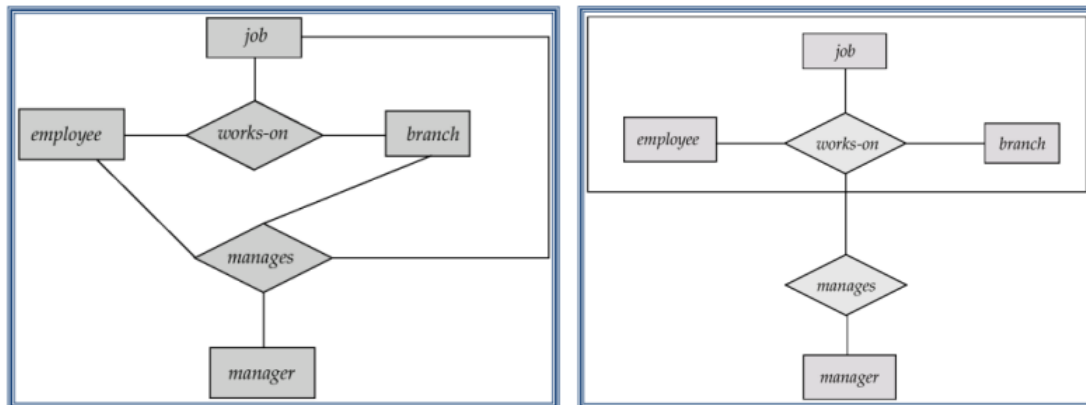 job
employee
works-on
branch
manages
manager
job
employee
works-on
branch
manages
manager